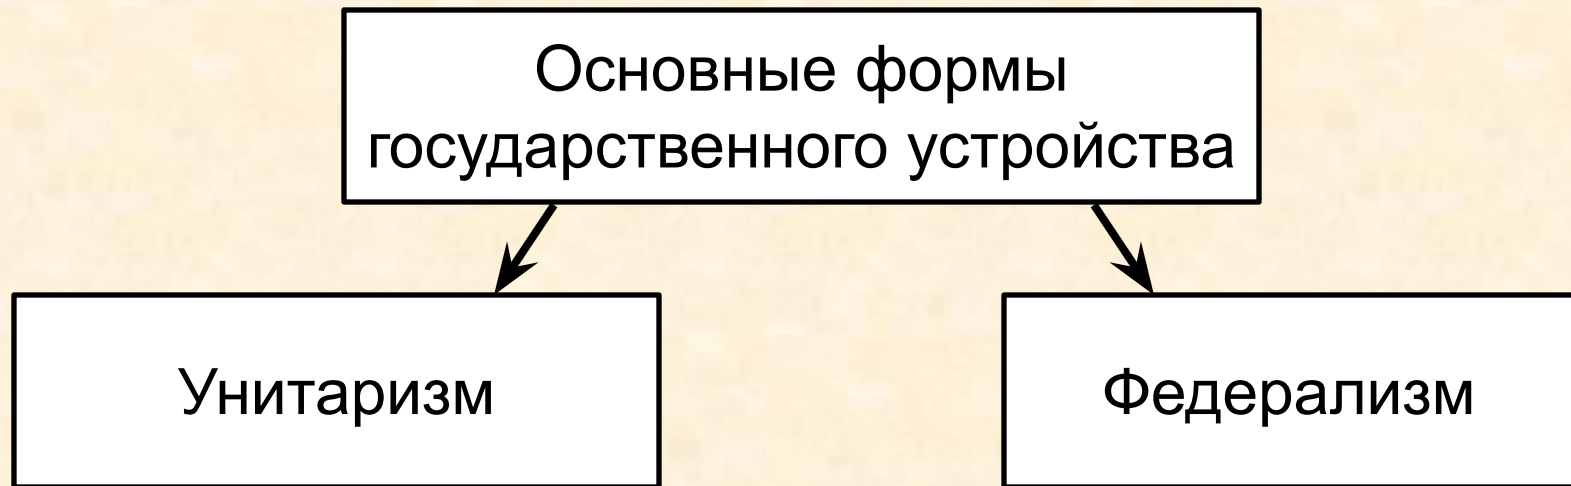 Основные формы
государственного устройства
Унитаризм
Федерализм